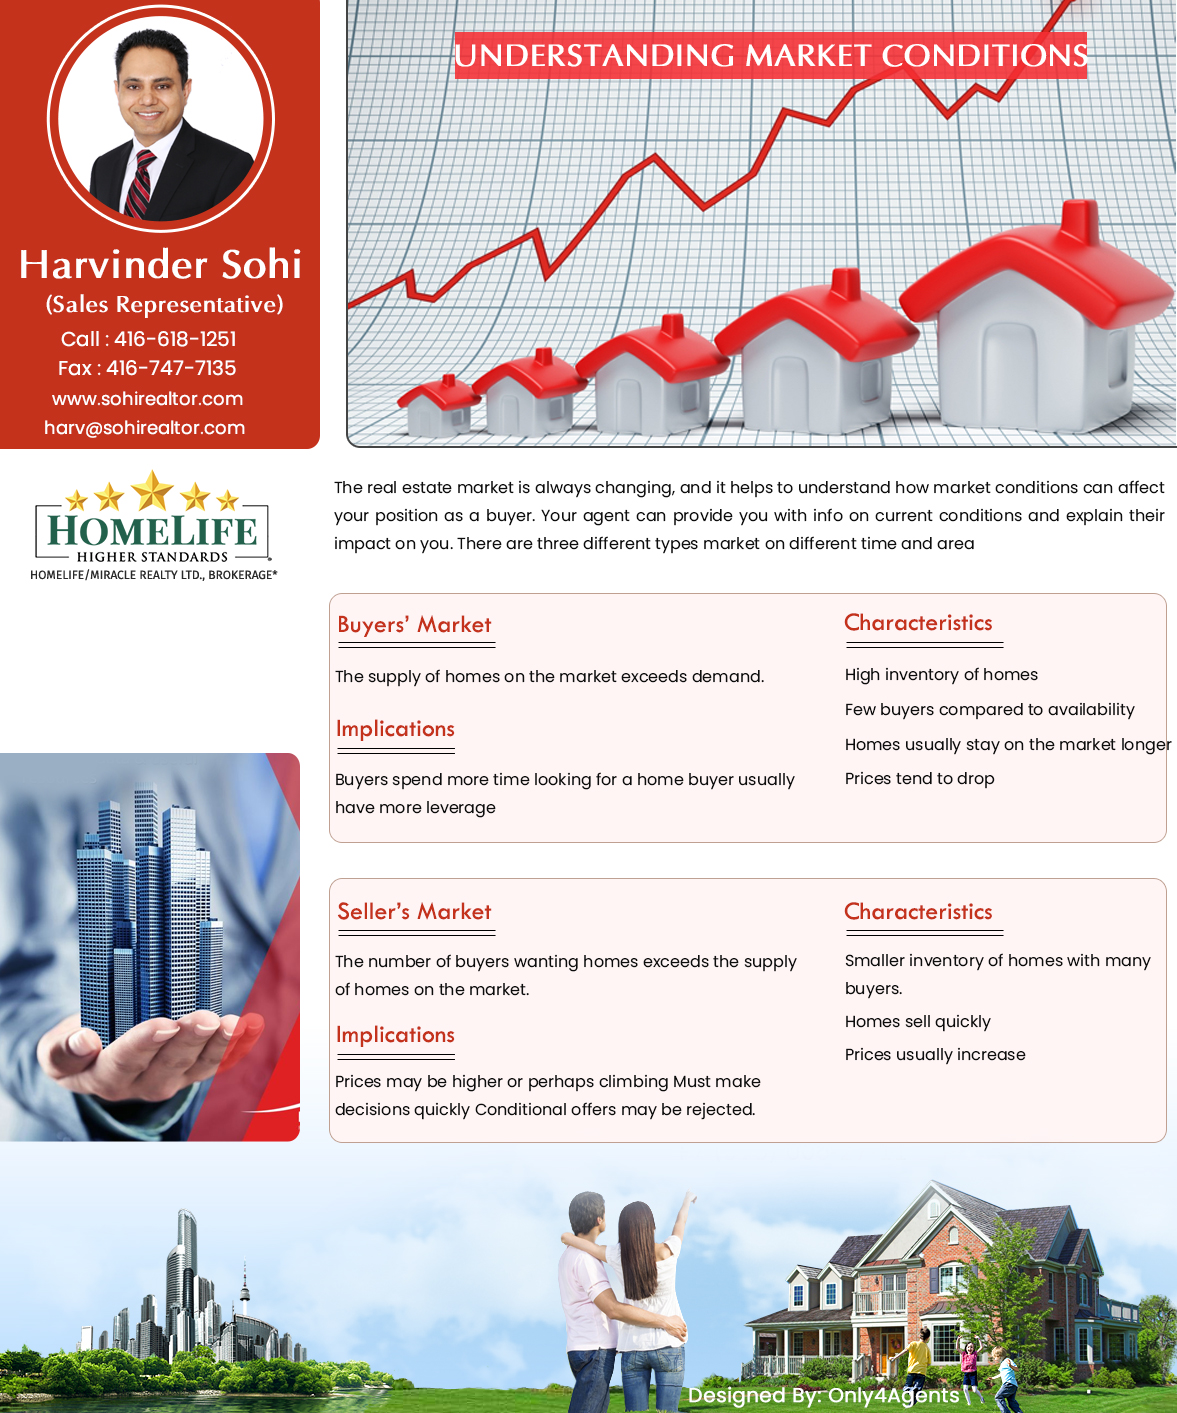 UNDERSTANDING MARKET CONDITIONS
Harvinder Sohi
(Sales Representative)
Call : 416-618-1251
Fax : 416-747-7135
www.sohirealtor.com
harv@sohirealtor.com
HOMELIFE
HIGHER STANDARDS
HOMELIFE/MIRACLE REALTY LTD., BROKERAGE*
The real estate market is always changing, and it helps to understand how market conditions can affect
your position as a buyer. Your agent can provide you with info on current conditions and explain their
impact on you. There are three different types market on different time and area
Buyers’ Market
The supply of homes on the market exceeds demand.
Implications
Buyers spend more time looking for a home buyer usually
have more leverage
Characteristics
High inventory of homes
Few buyers compared to availability
Homes usually stay on the market longer
Prices tend to drop
Seller’s Market
The number of buyers wanting homes exceeds the supply
of homes on the market.
Implications
Prices may be higher or perhaps climbing Must make
decisions quickly Conditional offers may be rejected.
Characteristics
Smaller inventory of homes with many
buyers.
Homes sell quickly
Prices usually increase
Designed By: Only4Agents